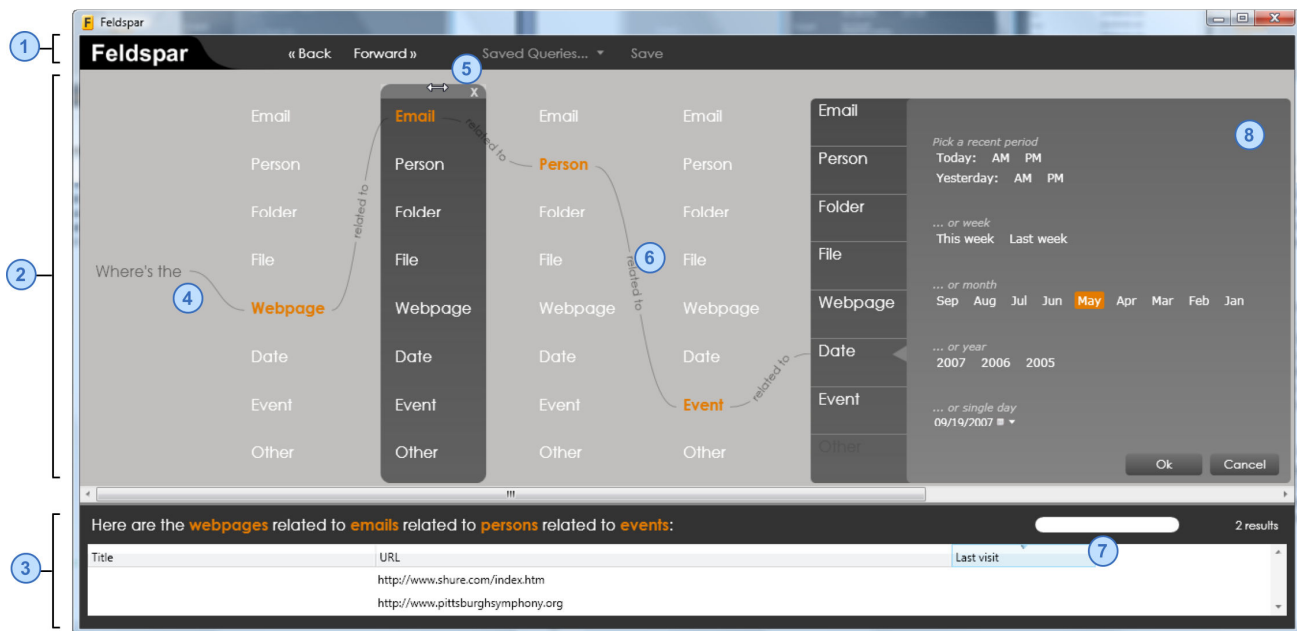 F Feldspar
1
Feldspar « Back Forward » Saved Queries... Save
5
X
Email Email Email Email Email
related to
Pick a recent period
8
Today: AM PM
Person Person Person Person Person
Yesterday: AM PM
related to
Folder Folder Folder Folder Folder
... or week
This week Last week
File File File File File
related to
6
2
Where's the
4
... or month
Sep Aug Jul Jun May Apr Mar Feb Jan
Webpage Webpage Webpage Webpage Webpage
... or year
2007 2006 2005
Date Date Date Date Date
related to
Event Event Event Event Event
... or single day
09/19/2007
Other Other Other Other Other
Ok Cancel
Here are the webpages related to emails related to persons related to events:
2 results
3
Title URL Last visit
7
http://www.shure.com/index.htm
http://www.pittsburghsymphony.org